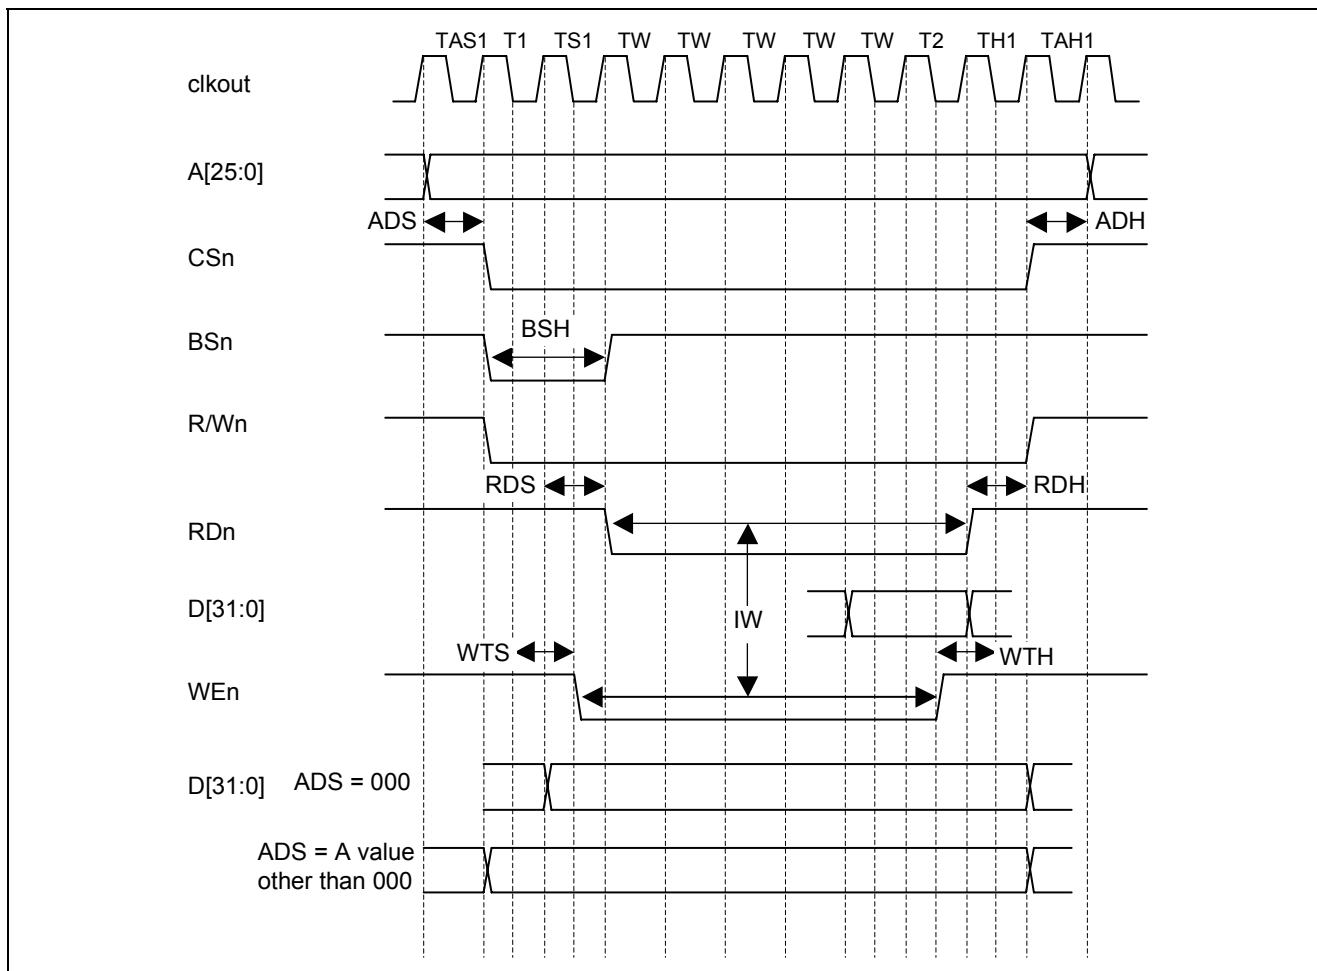 TAS1 T1 TS1 TW TW TW TW TW T2 TH1 TAH1
clkout
A[25:0]
ADS ADH
CSn
BSH
BSn
R/Wn
RDS RDH
RDn
D[31:0]
IW
WTS WTH
WEn
D[31:0] ADS = 000
ADS = A value
other than 000